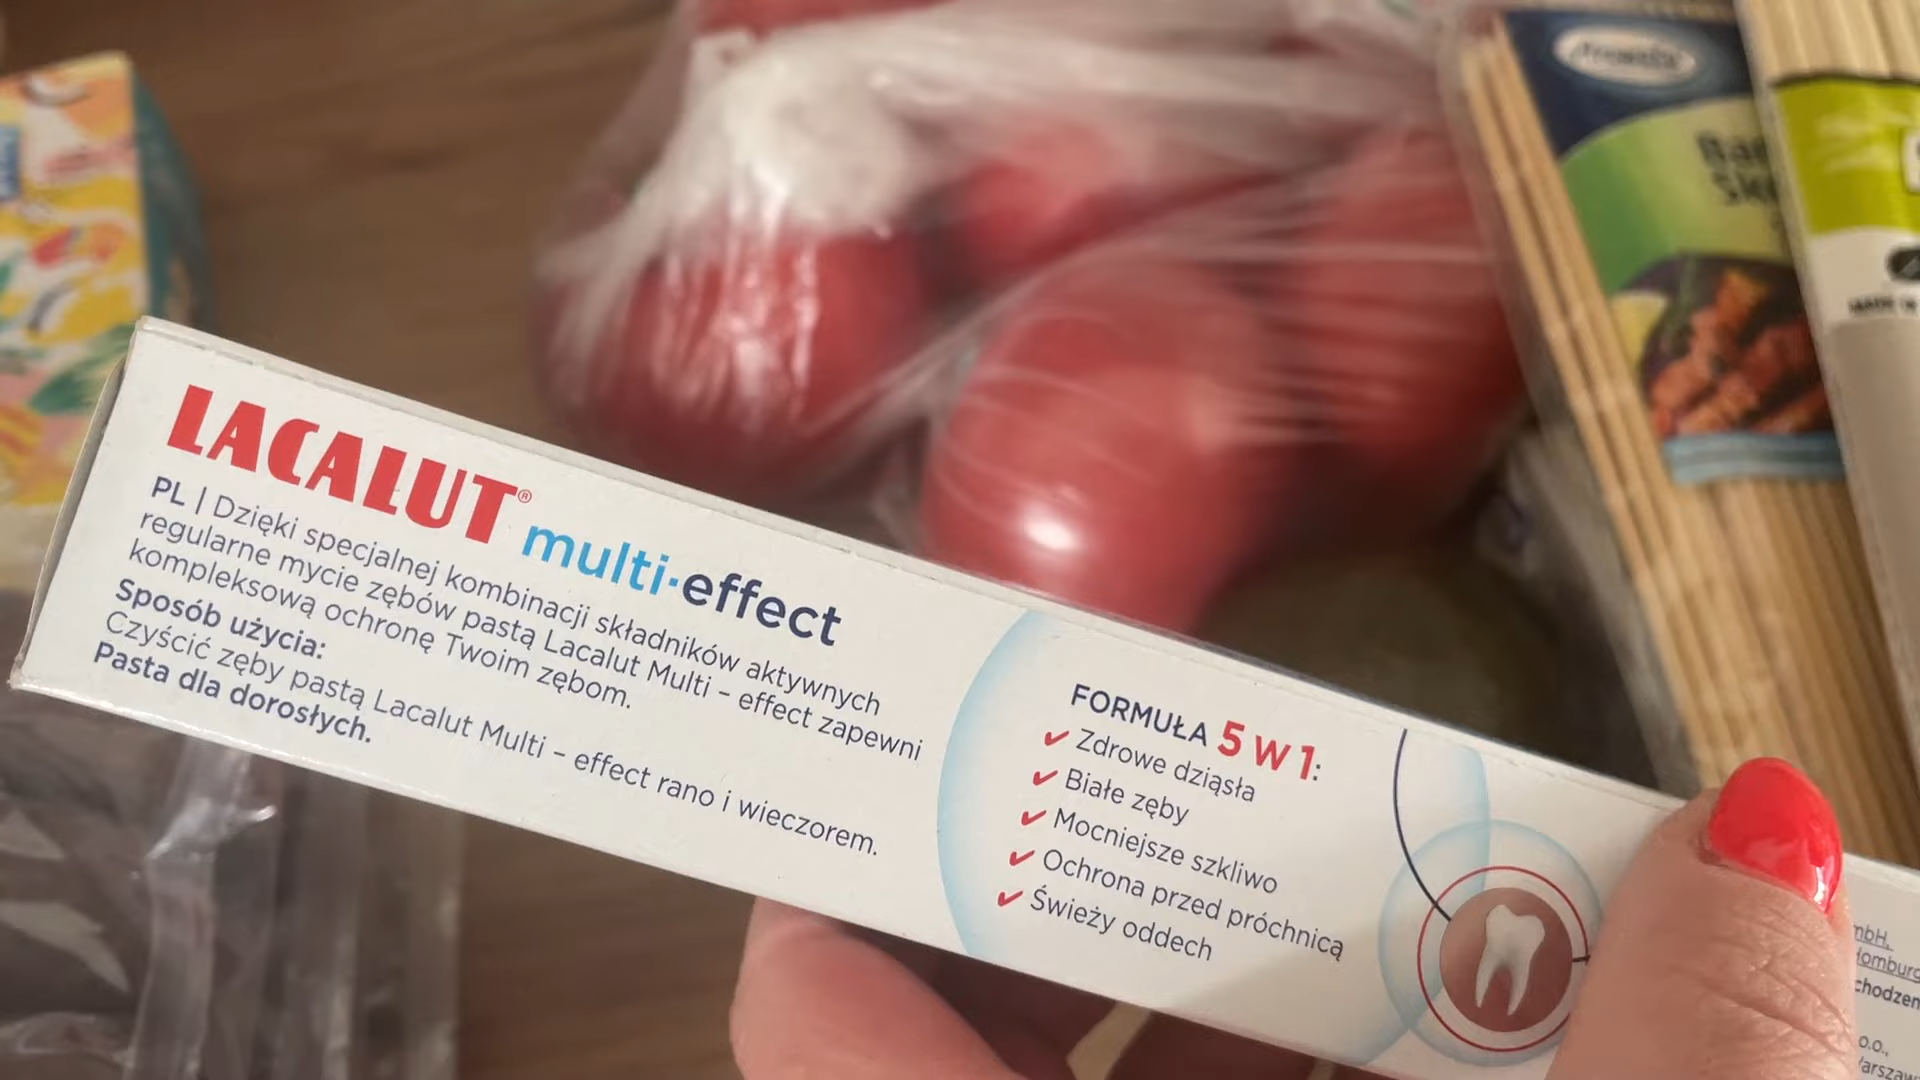 LACALUT® multi·effect
PL | Dzięki specjalnej kombinacji składników aktywnych
regularne mycie zębów pastą Lacalut Multi – effect zapewni
kompleksową ochronę Twoim zębom.
Sposób użycia:
Czyścić zęby pastą Lacalut Multi – effect rano i wieczorem.
Pasta dla dorosłych.
FORMUŁA 5 W 1:
Zdrowe dziąsła
Białe zęby
Mocniejsze szkliwo
Ochrona przed próchnicą
Świeży oddech
o.o.,